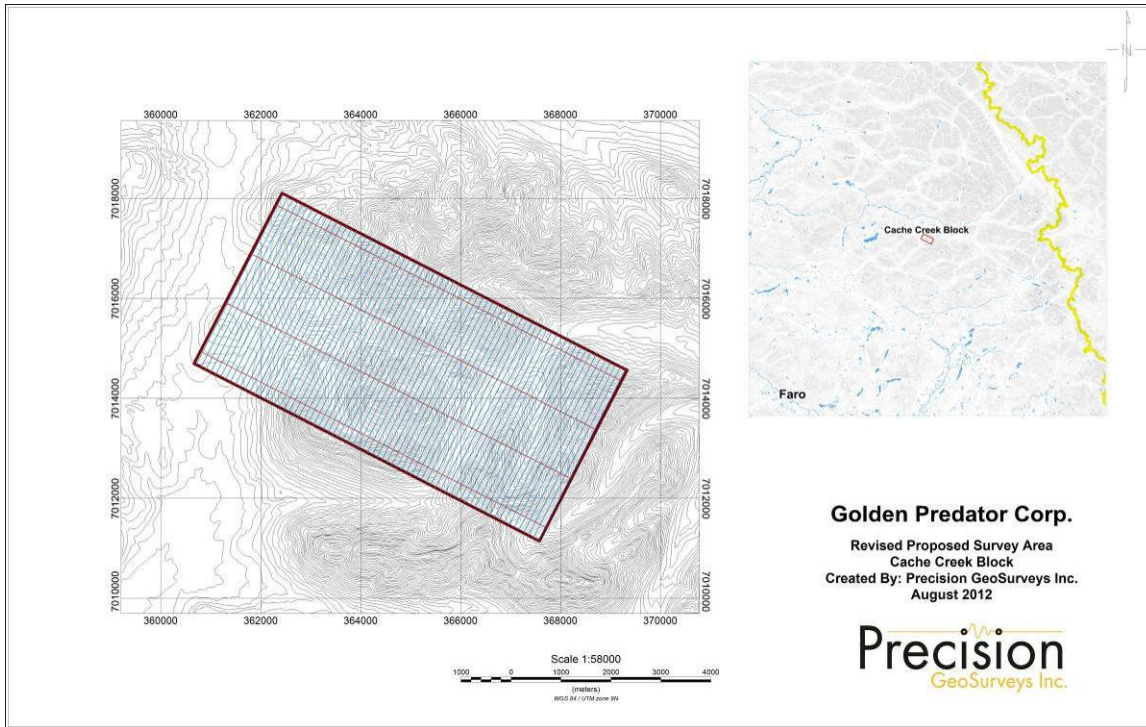 360000 362000 364000 366000 368000 370000
7018000 7018000
7016000 7016000
7014000 7014000
7012000 7012000
7010000 7010000
360000 362000 364000 366000 368000 370000
Scale 1:58000
1000 0 1000 2000 3000 4000
(meters)
WGS 84 / UTM zone 9N
Cache Creek Block
Faro
Golden Predator Corp.
Revised Proposed Survey Area
Cache Creek Block
Created By: Precision GeoSurveys Inc.
August 2012
Precision
GeoSurveys Inc.